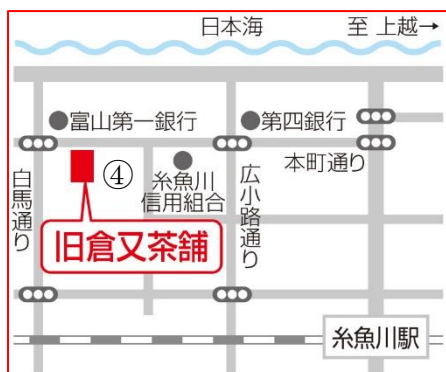 日本海
至 上越→
富山第一銀行
第四銀行
本町通り
④
糸魚川
信用組合
白馬通り
広小路通り
旧倉又茶舗
糸魚川駅